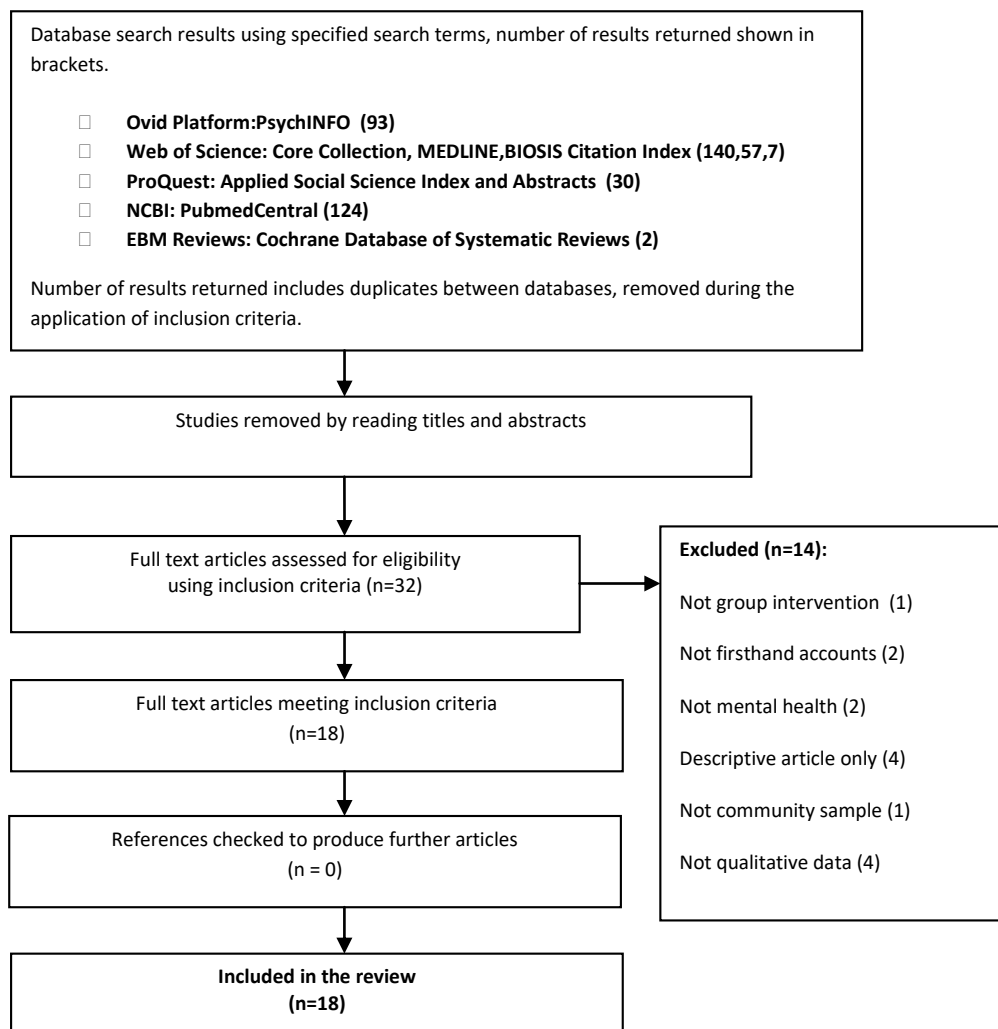 Database search results using specified search terms, number of results returned shown in
brackets.
Ovid Platform:PsychINFO (93)
Web of Science: Core Collection, MEDLINE,BIOSIS Citation Index (140,57,7)
ProQuest: Applied Social Science Index and Abstracts (30)
NCBI: PubmedCentral (124)
EBM Reviews: Cochrane Database of Systematic Reviews (2)
Number of results returned includes duplicates between databases, removed during the
application of inclusion criteria.
Studies removed by reading titles and abstracts
Full text articles assessed for eligibility
using inclusion criteria (n=32)
Excluded (n=14):
Not group intervention (1)
Not firsthand accounts (2)
Not mental health (2)
Descriptive article only (4)
Not community sample (1)
Not qualitative data (4)
Full text articles meeting inclusion criteria
(n=18)
References checked to produce further articles
(n = 0)
Included in the review
(n=18)